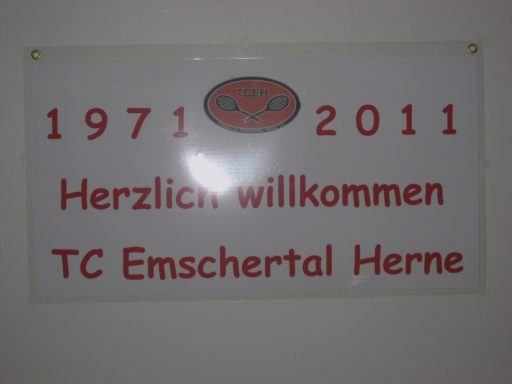 1971 TCEH 2011
Herzlich willkommen
TC Emschertal Herne